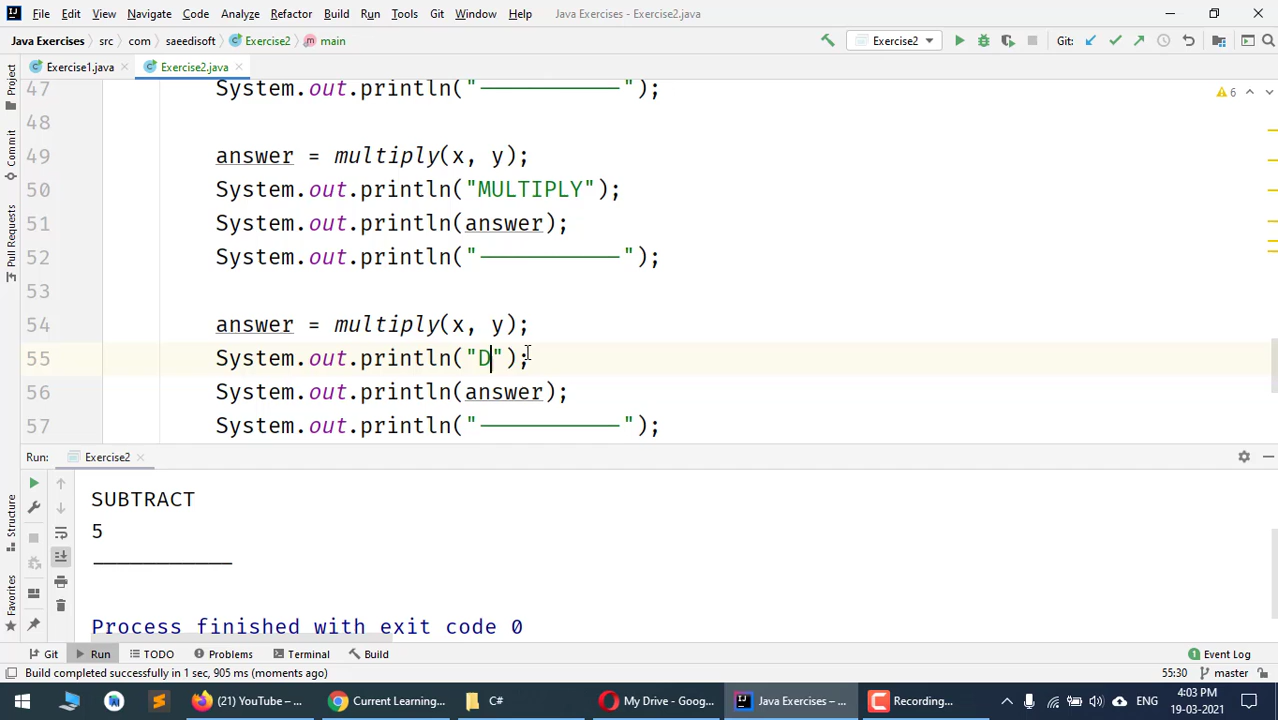 File Edit View Navigate Code Analyze Refactor Build Run Tools Git Window Help Java Exercises - Exercise2.java
Java Exercises › src › com › saeedisoft › Exercise2 › main Exercise2 Git:
Exercise1.java Exercise2.java
47 System.out.println("———————————"); 6
48
49 answer = multiply(x, y);
50 System.out.println("MULTIPLY");
51 System.out.println(answer);
52 System.out.println("———————————");
53
54 answer = multiply(x, y);
55 System.out.println("D");
56 System.out.println(answer);
57 System.out.println("———————————");
Project
Commit
Pull Requests
Structure
Favorites
Run: Exercise2
SUBTRACT
5
———————————
Process finished with exit code 0
Git Run TODO Problems Terminal Build Event Log
Build completed successfully in 1 sec, 905 ms (moments ago) 55:30 master
(21) YouTube – ... Current Learning... C# My Drive - Goog... Java Exercises – ... Recording... ENG 4:03 PM
19-03-2021